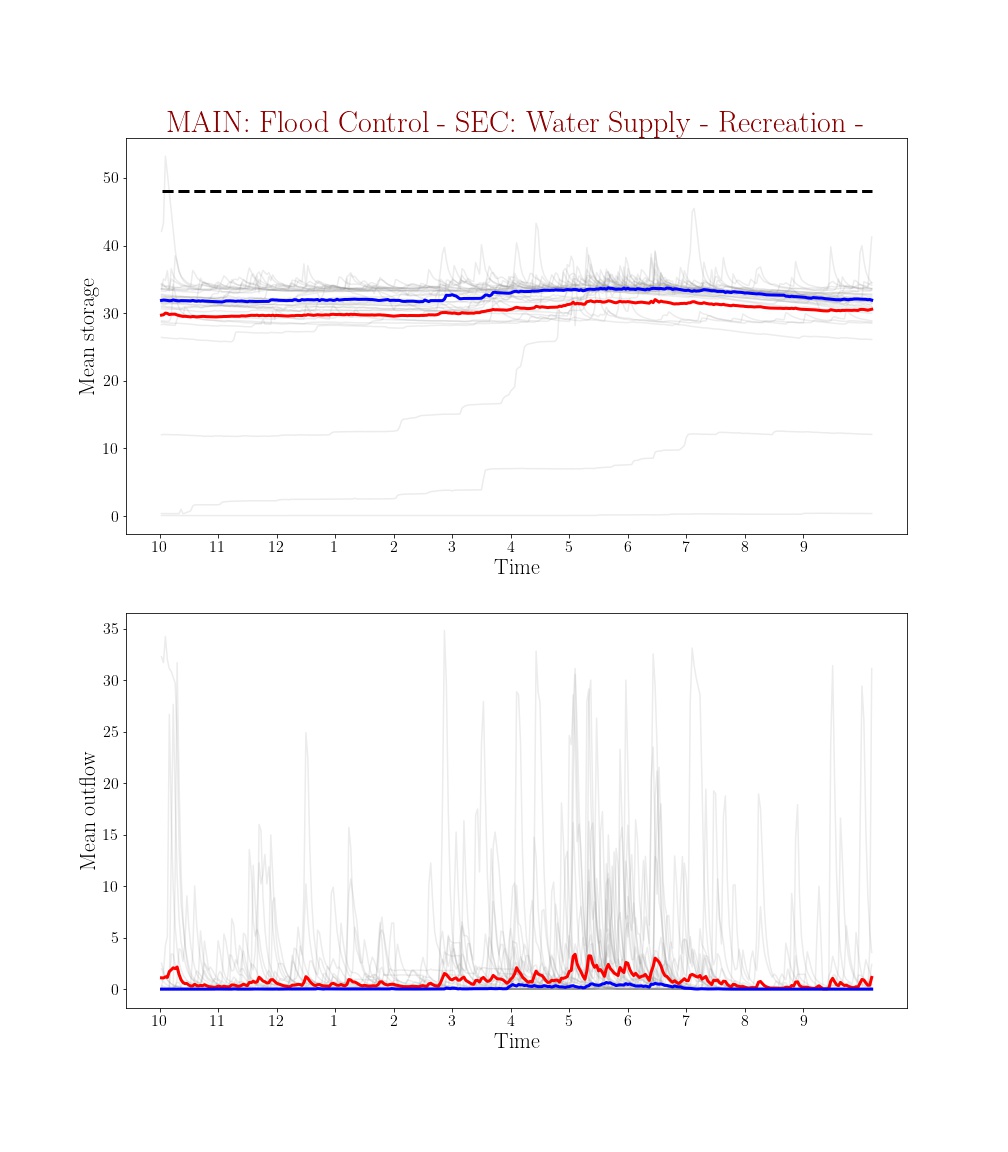 MAIN: Flood Control - SEC: Water Supply - Recreation -
Mean storage
50
40
30
20
10
0
10 11 12 1 2 3 4 5 6 7 8 9
Time
Mean outflow
35
30
25
20
15
10
5
0
10 11 12 1 2 3 4 5 6 7 8 9
Time